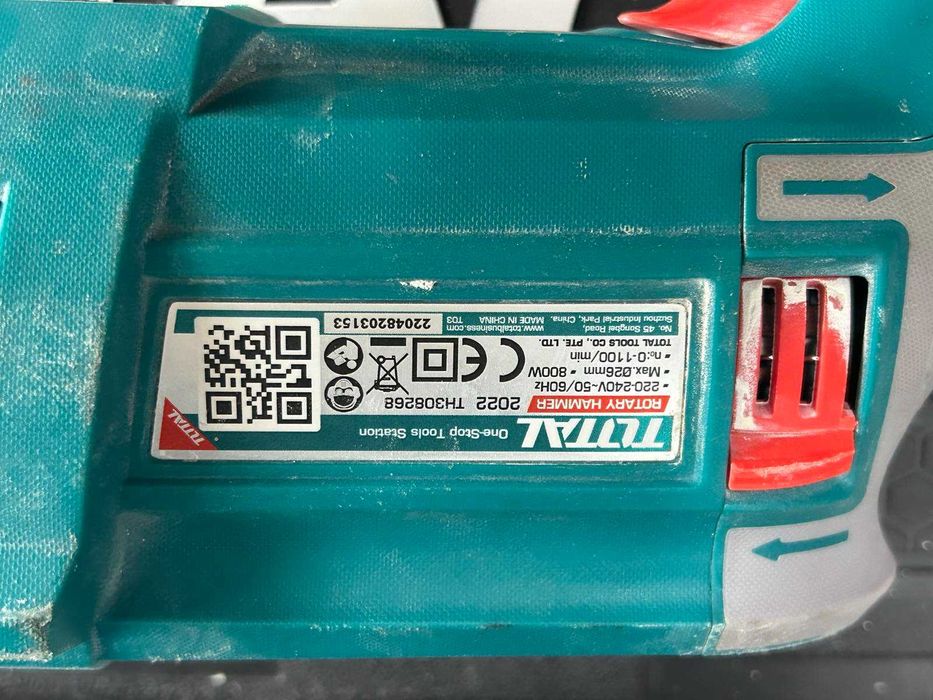 TOTAL One-Stop Tools Station
ROTARY HAMMER 2022 TH308268
• 220-240V~50/60Hz
• Max.Ø26mm • 800W
• n₀:0-1100/min
TOTAL TOOLS CO., PTE. LTD.
No. 45 Songbei Road, www.totalbusiness.com T03
Suzhou Industrial Park, China. MADE IN CHINA
22048203153
TOTAL